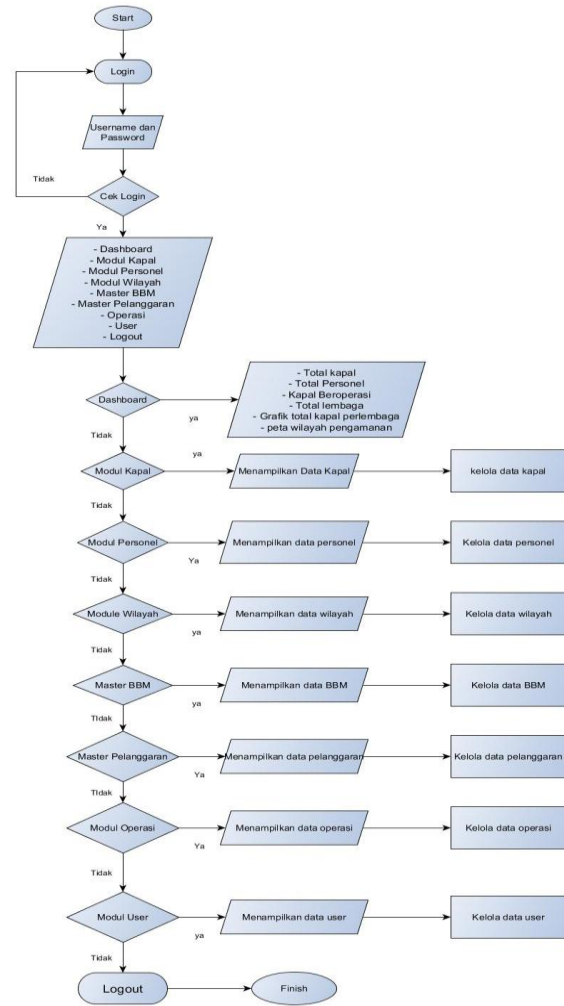 Start
Login
Username dan
Password
Tidak
Cek Login
Ya
- Dashboard
- Modul Kapal
- Modul Personel
- Modul Wilayah
- Master BBM
- Master Pelanggaran
- Operasi
- User
- Logout
Dashboard
ya
- Total kapal
- Total Personel
- Kapal Beroperasi
- Total lembaga
- Grafik total kapal perlembaga
- peta wilayah pengamanan
Tidak
Modul Kapal
ya
Menampilkan Data Kapal
kelola data kapal
Tidak
Modul Personel
Ya
Menampilkan data personel
Kelola data personel
Tidak
Module Wilayah
ya
Menampilkan data wilayah
Kelola data wilayah
Tidak
Master BBM
ya
Menampilkan data BBM
Kelola data BBM
Tidak
Master Pelanggaran
Ya
Menampilkan data pelanggaran
Kelola data pelanggaran
Tidak
Modul Operasi
Ya
Menampilkan data operasi
Kelola data operasi
Tidak
Modul User
ya
Menampilkan data user
Kelola data user
Tidak
Logout
Finish